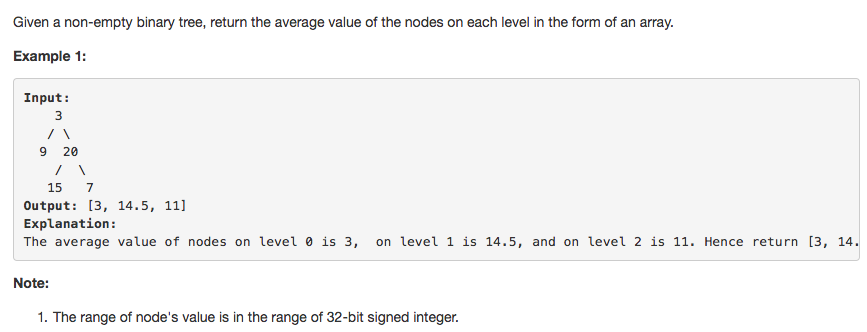 Given a non-empty binary tree, return the average value of the nodes on each level in the form of an array.
Example 1:
Input:
    3
   / \
  9  20
    /  \
   15   7
Output: [3, 14.5, 11]
Explanation:
The average value of nodes on level 0 is 3,  on level 1 is 14.5, and on level 2 is 11. Hence return [3, 14.
Note:
1. The range of node's value is in the range of 32-bit signed integer.